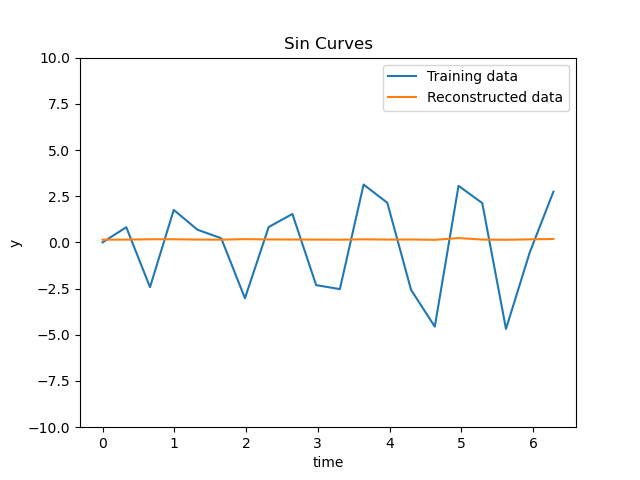 Sin Curves
Training data
Reconstructed data
10.0
7.5
5.0
2.5
0.0
−2.5
−5.0
−7.5
−10.0
y
0 1 2 3 4 5 6
time